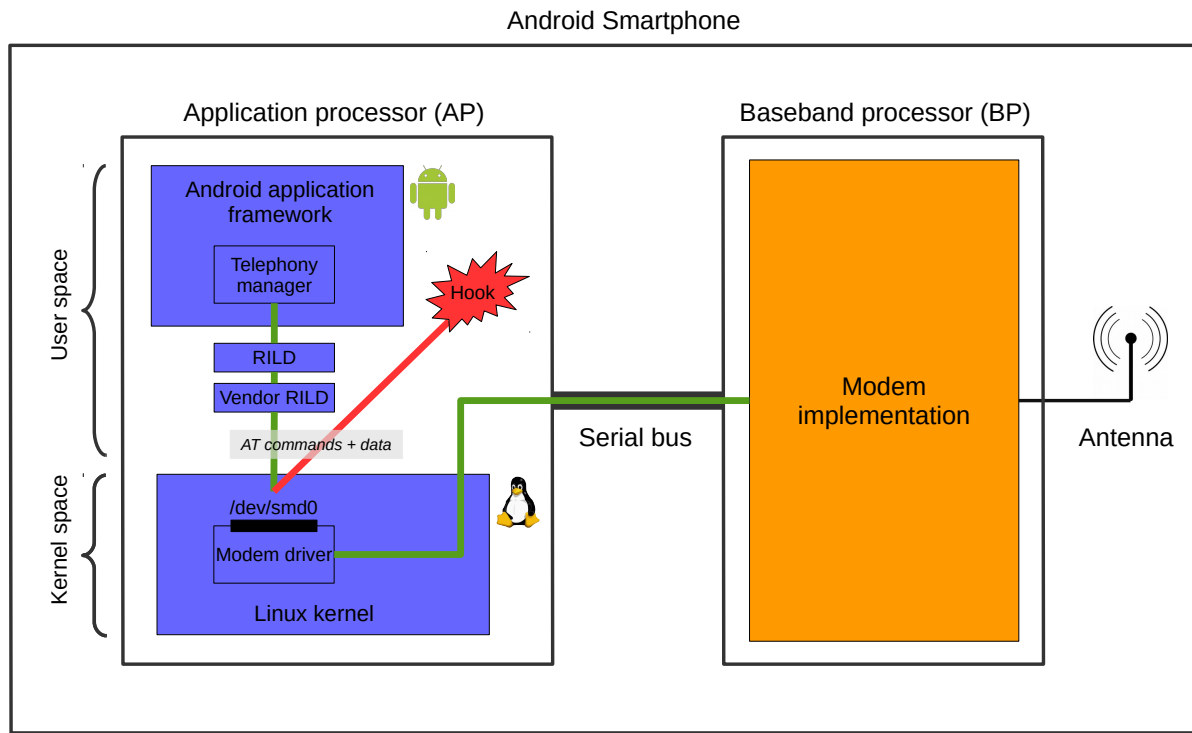 Android Smartphone
Application processor (AP)
Baseband processor (BP)
User space
Android application
framework
Telephony
manager
Hook
RILD
Vendor RILD
AT commands + data
Kernel space
/dev/smd0
Modem driver
Linux kernel
Serial bus
Modem
implementation
Antenna